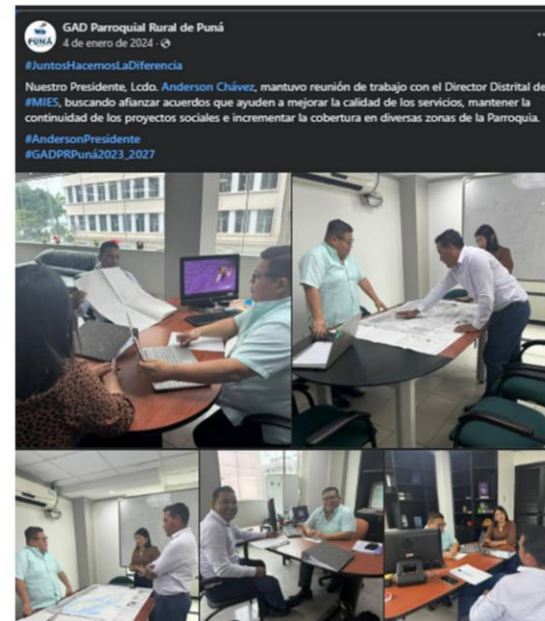 GAD Parroquial Rural de Puná
4 de enero de 2024 ·
#JuntosHacemosLaDiferencia
Nuestro Presidente, Lcdo. Anderson Chávez, mantuvo reunión de trabajo con el Director Distrital de
#MIES, buscando afianzar acuerdos que ayuden a mejorar la calidad de los servicios, mantener la
continuidad de los proyectos sociales e incrementar la cobertura en diversas zonas de la Parroquia.
#AndersonPresidente
#GADPRPuná2023_2027
PUNÁ